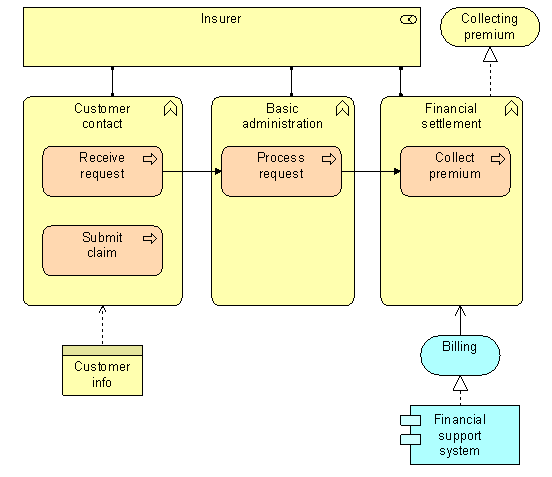 Insurer
Collecting
premium
Customer
contact
Basic
administration
Financial
settlement
Receive
request
Process
request
Collect
premium
Submit
claim
Customer
info
Billing
Financial
support
system